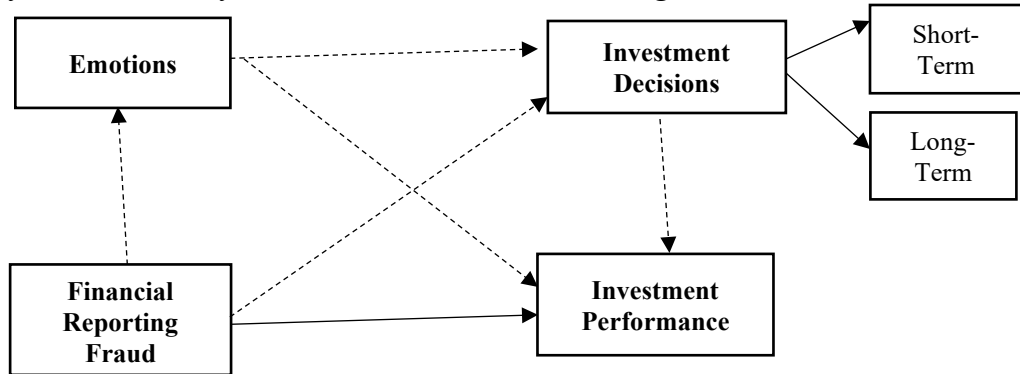 Emotions
Investment
Decisions
Short-
Term
Long-
Term
Financial
Reporting
Fraud
Investment
Performance